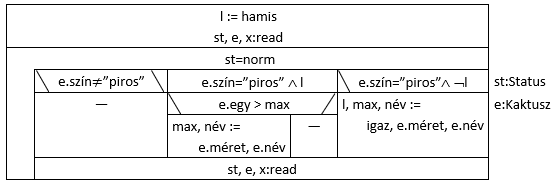 l := hamis
st, e, x:read
st=norm
e.szín≠”piros”
e.szín=”piros” ∧ l
e.szín=”piros”∧ ¬l
st:Status
—
e.egy > max
l, max, név :=
igaz, e.méret, e.név
e:Kaktusz
max, név :=
e.méret, e.név
—
st, e, x:read